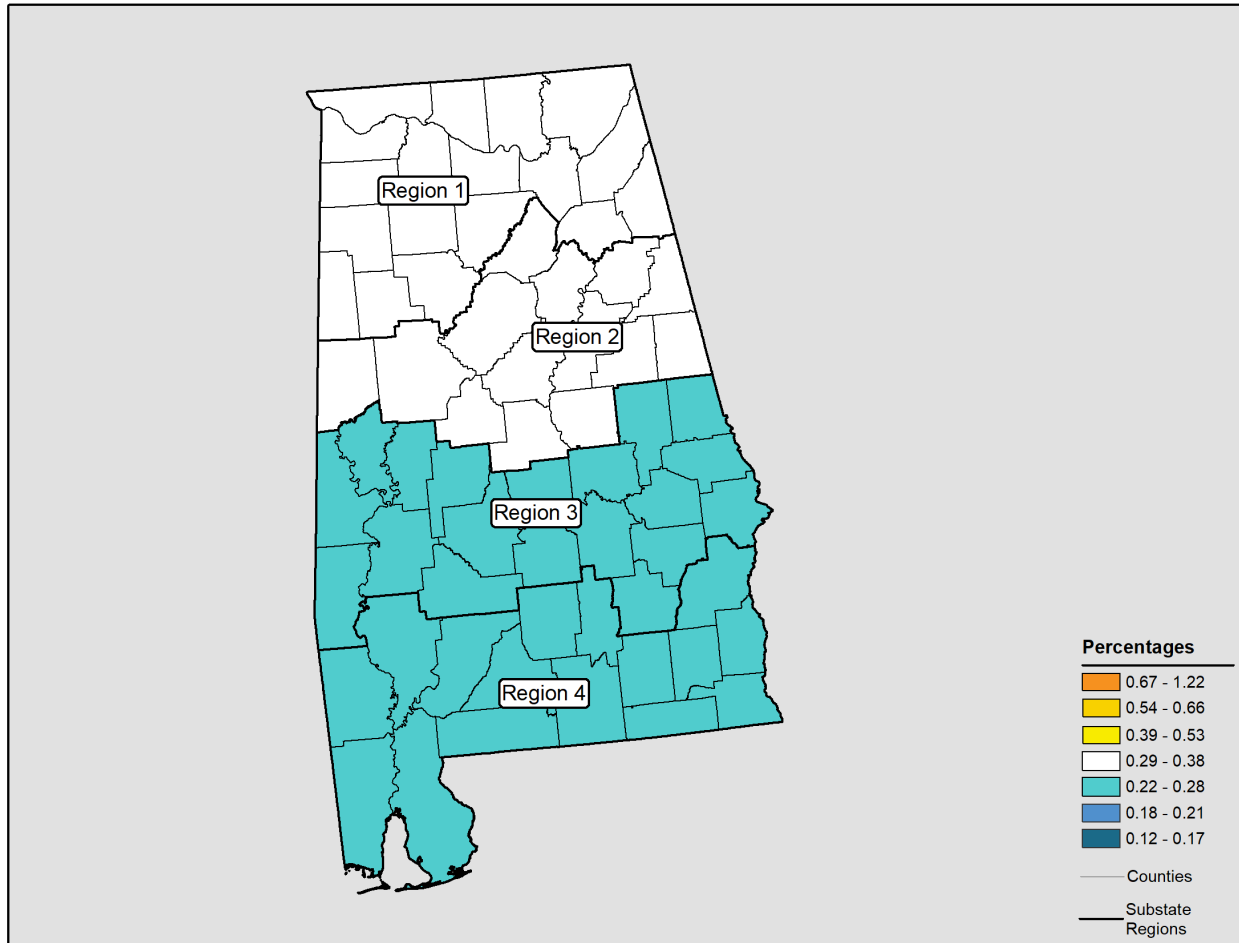 Region 1
Region 2
Region 3
Region 4
Percentages
0.67 - 1.22
0.54 - 0.66
0.39 - 0.53
0.29 - 0.38
0.22 - 0.28
0.18 - 0.21
0.12 - 0.17
Counties
Substate
Regions